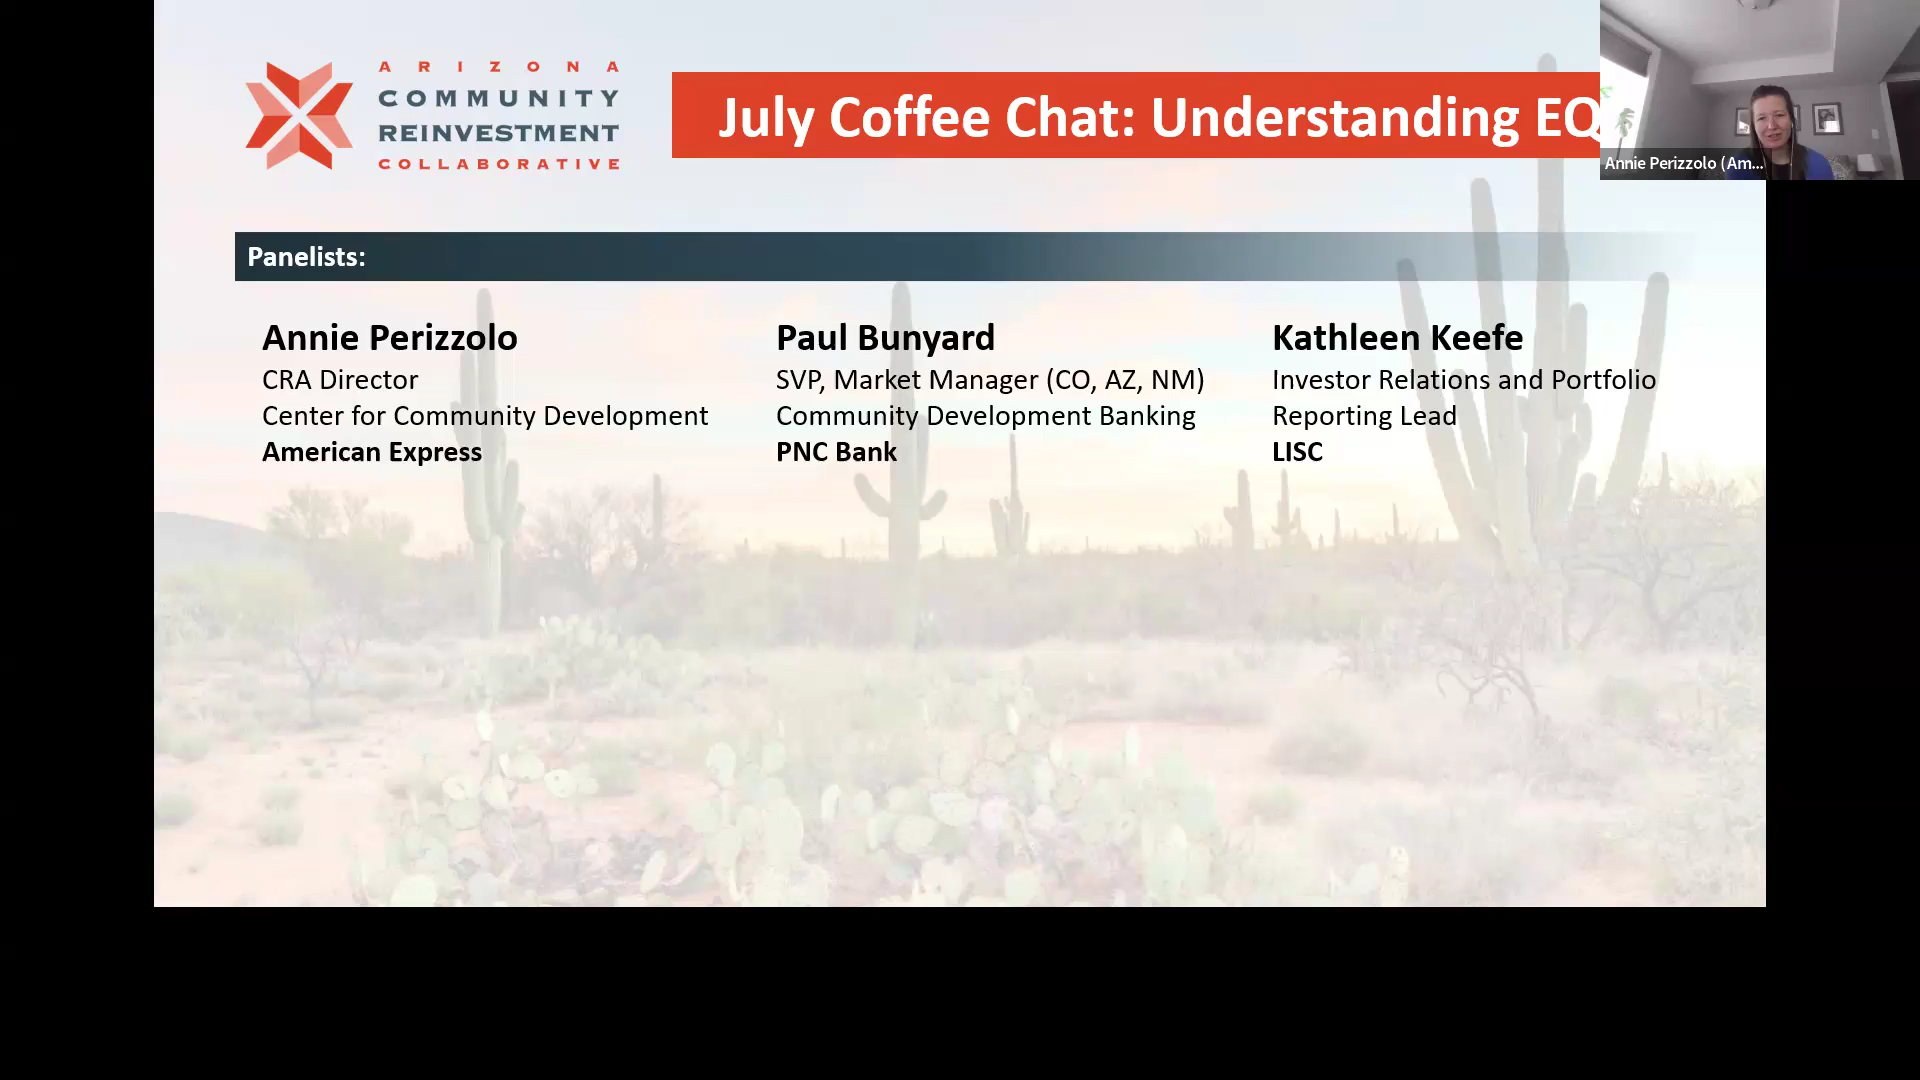 ARIZONA
COMMUNITY
REINVESTMENT
COLLABORATIVE
July Coffee Chat: Understanding EQ
Annie Perizzolo (Am...
Panelists:
Annie Perizzolo
CRA Director
Center for Community Development
American Express
Paul Bunyard
SVP, Market Manager (CO, AZ, NM)
Community Development Banking
PNC Bank
Kathleen Keefe
Investor Relations and Portfolio
Reporting Lead
LISC